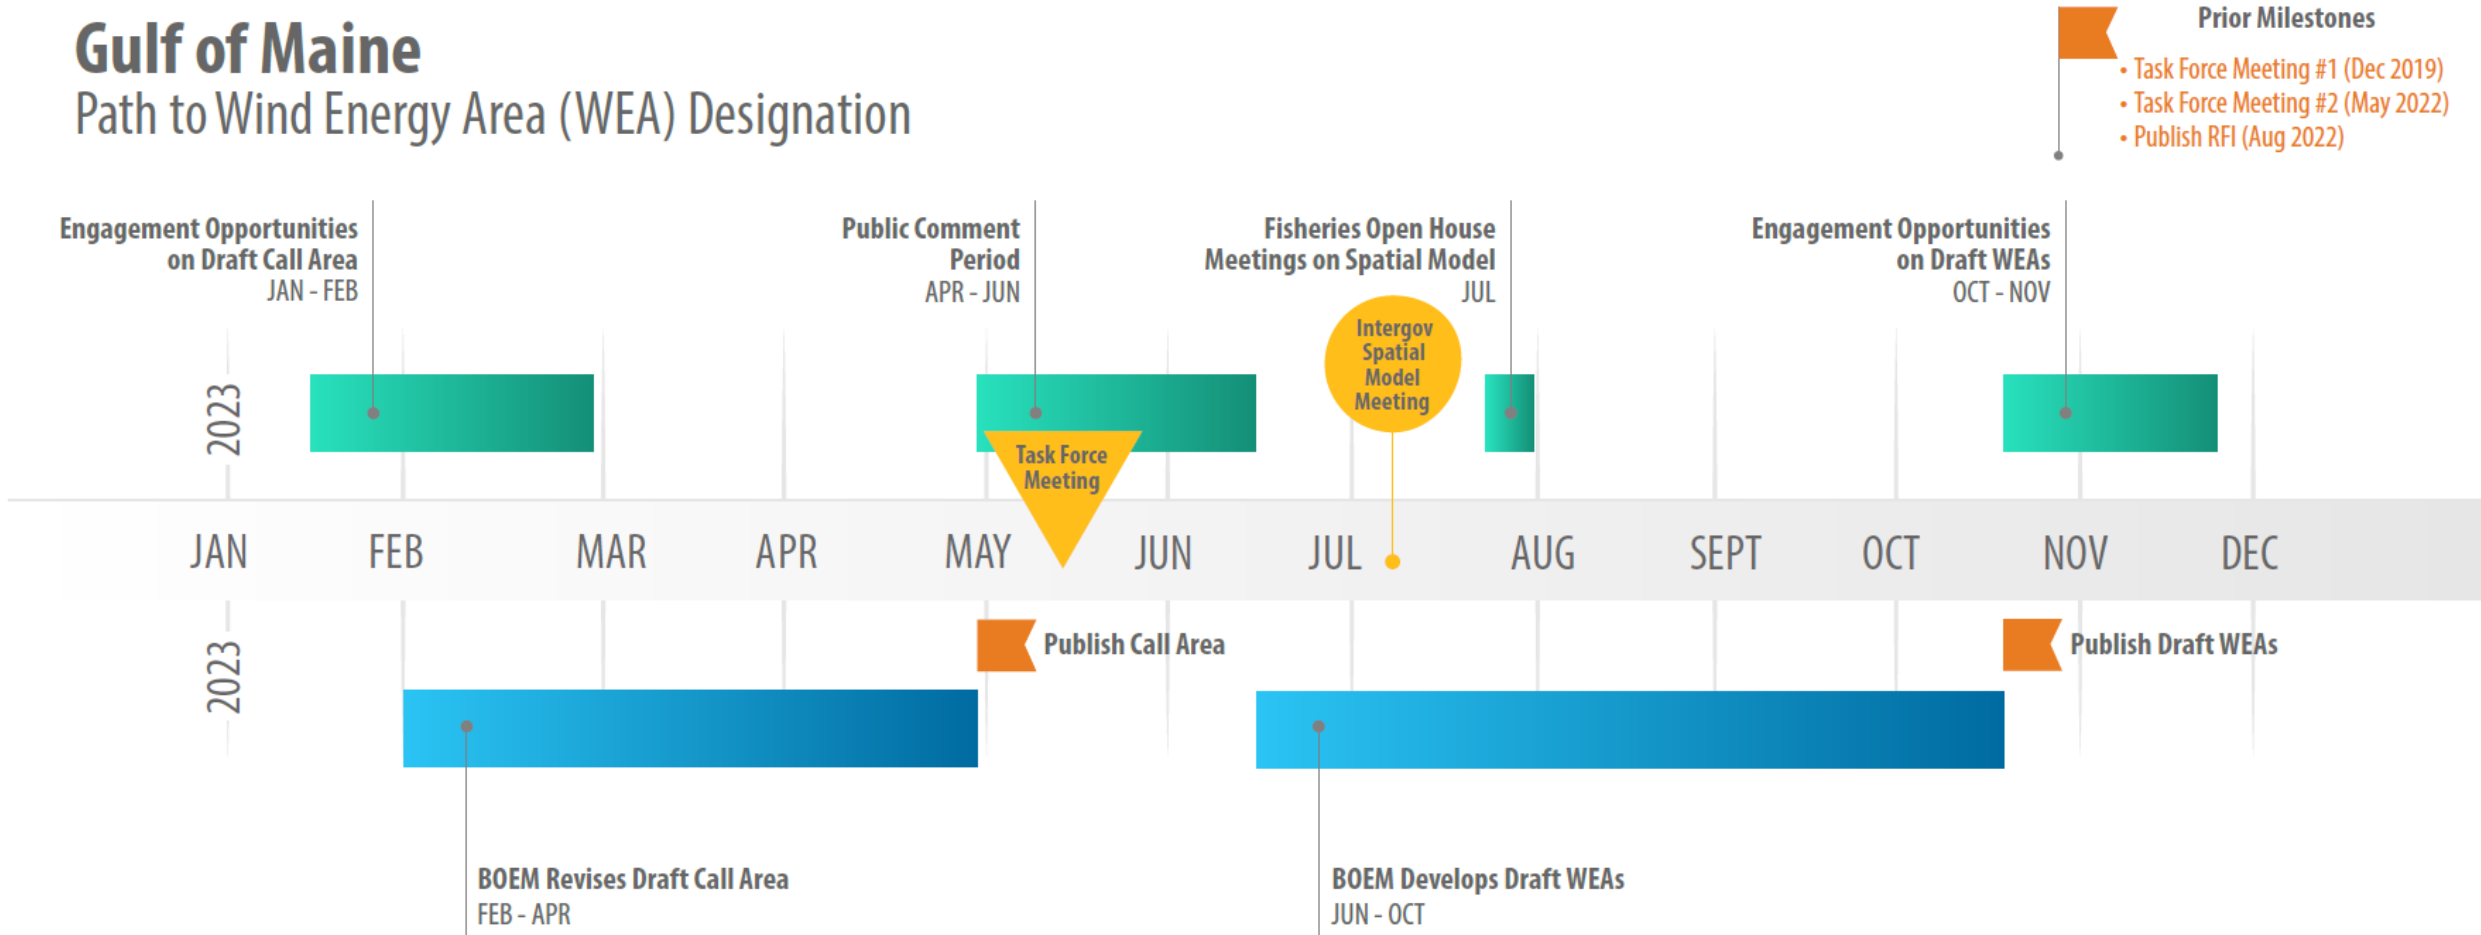 Gulf of Maine
Path to Wind Energy Area (WEA) Designation
Prior Milestones
• Task Force Meeting #1 (Dec 2019)
• Task Force Meeting #2 (May 2022)
• Publish RFI (Aug 2022)
Engagement Opportunities
on Draft Call Area
JAN - FEB
Public Comment
Period
APR - JUN
Fisheries Open House
Meetings on Spatial Model
JUL
Engagement Opportunities
on Draft WEAs
OCT - NOV
Intergov
Spatial
Model
Meeting
2023
Task Force
Meeting
JAN
FEB
MAR
APR
MAY
JUN
JUL
AUG
SEPT
OCT
NOV
DEC
2023
Publish Call Area
Publish Draft WEAs
BOEM Revises Draft Call Area
FEB - APR
BOEM Develops Draft WEAs
JUN - OCT